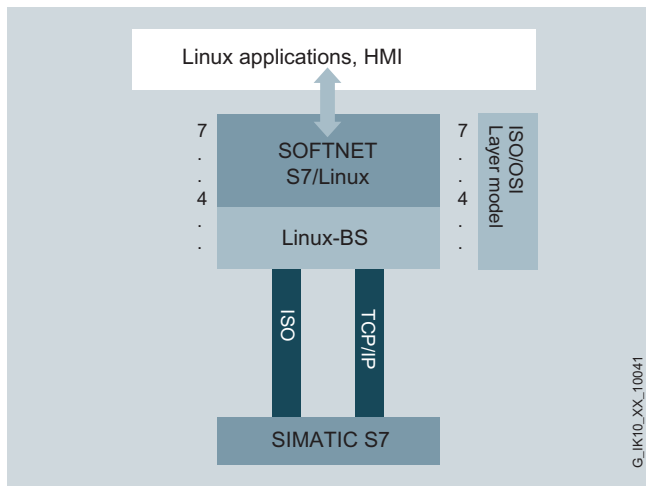 Linux applications, HMI
7
.
.
4
.
.
SOFTNET
S7/Linux
Linux-BS
7
.
.
4
.
.
ISO/OSI
Layer model
ISO
TCP/IP
SIMATIC S7
G_IK10_XX_10041